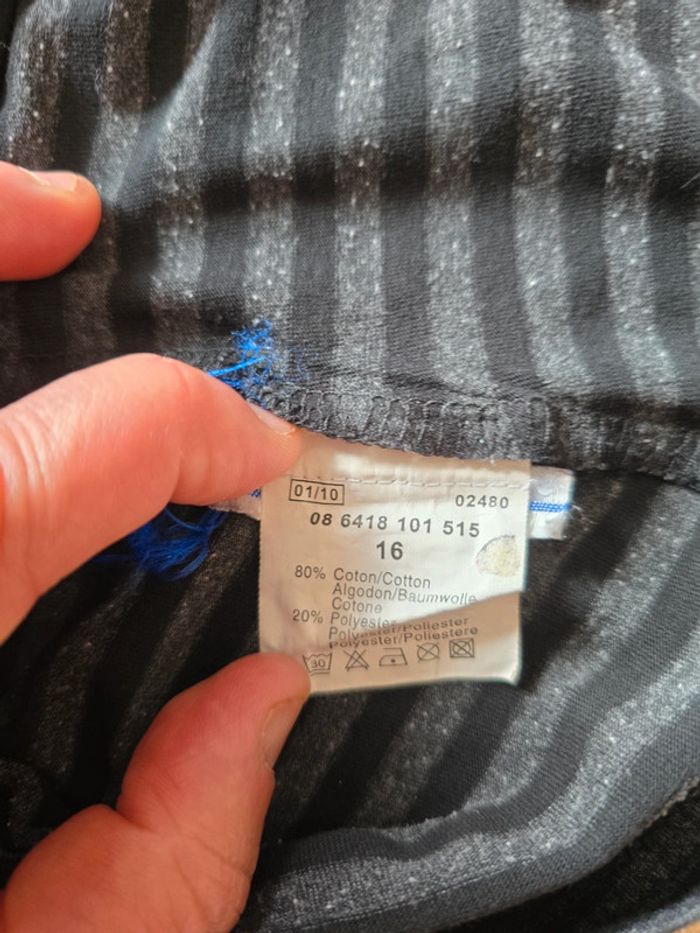 01/10
02480
08 6418 101 515
16
80% Coton/Cotton
Algodon/Baumwolle
Cotone
20% Polyester/Poliester
Polyester/Poliestere
30